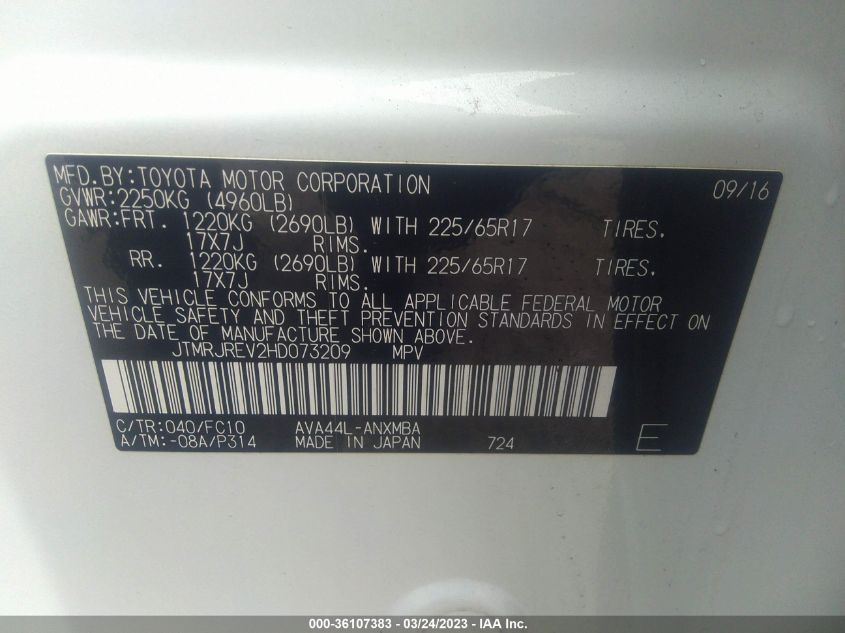 MFD.BY:TOYOTA MOTOR CORPORATION 09/16
GVWR:2250KG (4960LB)
GAWR:FRT. 1220KG (2690LB) WITH 225/65R17 TIRES.
17X7J RIMS.
RR. 1220KG (2690LB) WITH 225/65R17 TIRES.
17X7J RIMS.
THIS VEHICLE CONFORMS TO ALL APPLICABLE FEDERAL MOTOR
VEHICLE SAFETY AND THEFT PREVENTION STANDARDS IN EFFECT ON
THE DATE OF MANUFACTURE SHOWN ABOVE.
JTMRJREV2HD073209 MPV
C/TR:040/FC10 AVA44L-ANXMBA
A/TM:-08A/P314 MADE IN JAPAN 724 E
000-36107383 - 03/24/2023 - IAA Inc.